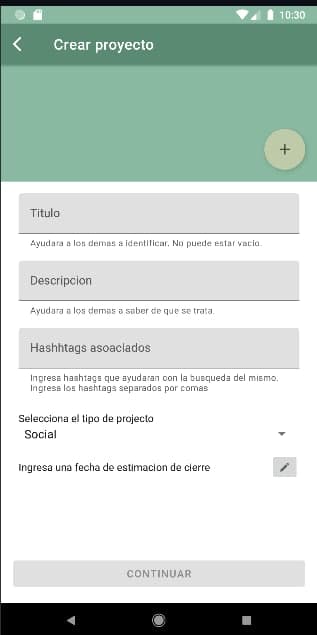 10:30
Crear proyecto
Titulo
Ayudara a los demas a identificar. No puede estar vacio.
Descripcion
Ayudara a los demas a saber de que se trata.
Hashhtags asoaciados
Ingresa hashtags que ayudaran con la busqueda del mismo.
Ingresa los hashtags separados por comas
Selecciona el tipo de projecto
Social
Ingresa una fecha de estimacion de cierre
CONTINUAR